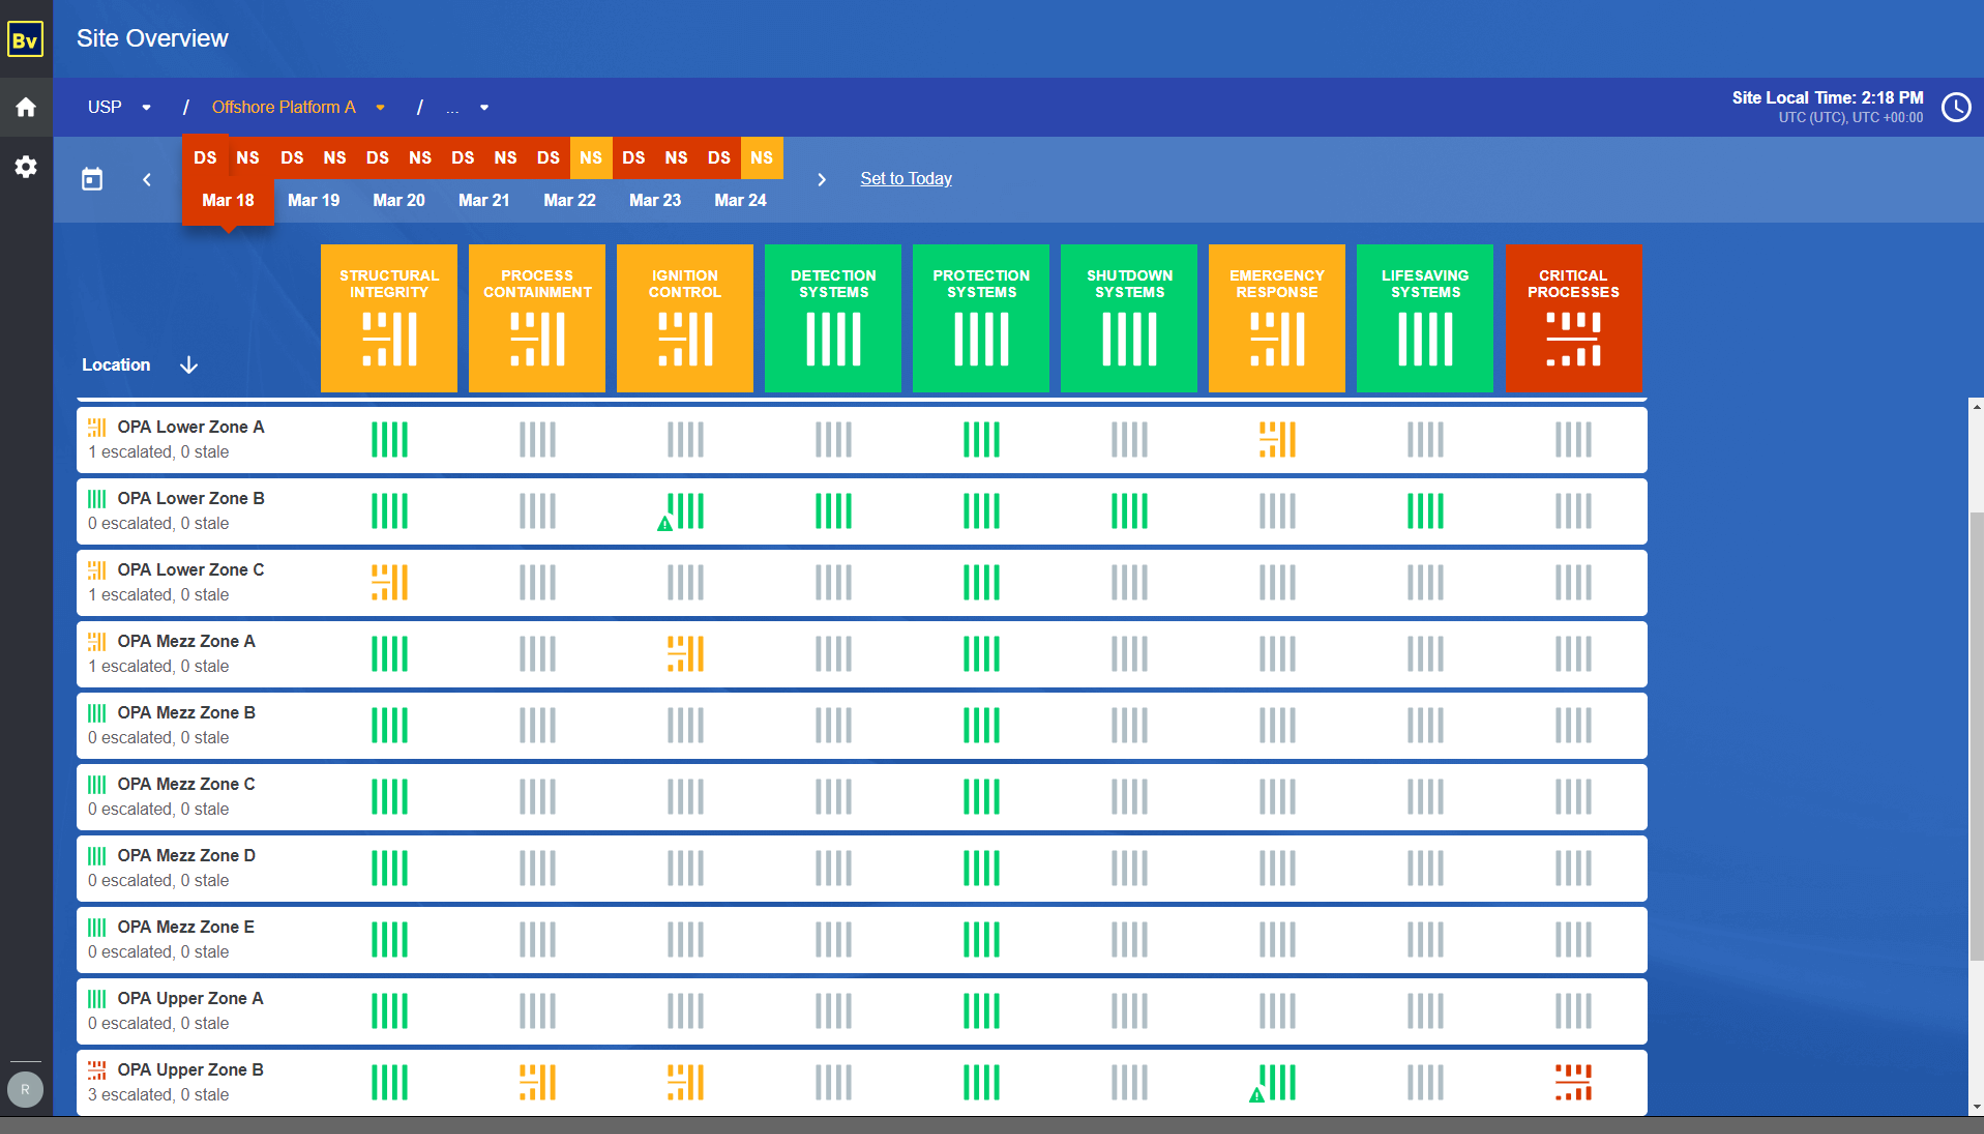 Bv
Site Overview
USP / Offshore Platform A / ...
Site Local Time: 2:18 PM
UTC (UTC), UTC +00:00
DS NS DS NS DS NS DS NS DS NS DS NS DS NS
Mar 18 Mar 19 Mar 20 Mar 21 Mar 22 Mar 23 Mar 24
Set to Today
Location
STRUCTURAL
INTEGRITY
PROCESS
CONTAINMENT
IGNITION
CONTROL
DETECTION
SYSTEMS
PROTECTION
SYSTEMS
SHUTDOWN
SYSTEMS
EMERGENCY
RESPONSE
LIFESAVING
SYSTEMS
CRITICAL
PROCESSES
OPA Lower Zone A
1 escalated, 0 stale
OPA Lower Zone B
0 escalated, 0 stale
OPA Lower Zone C
1 escalated, 0 stale
OPA Mezz Zone A
1 escalated, 0 stale
OPA Mezz Zone B
0 escalated, 0 stale
OPA Mezz Zone C
0 escalated, 0 stale
OPA Mezz Zone D
0 escalated, 0 stale
OPA Mezz Zone E
0 escalated, 0 stale
OPA Upper Zone A
0 escalated, 0 stale
OPA Upper Zone B
3 escalated, 0 stale
R